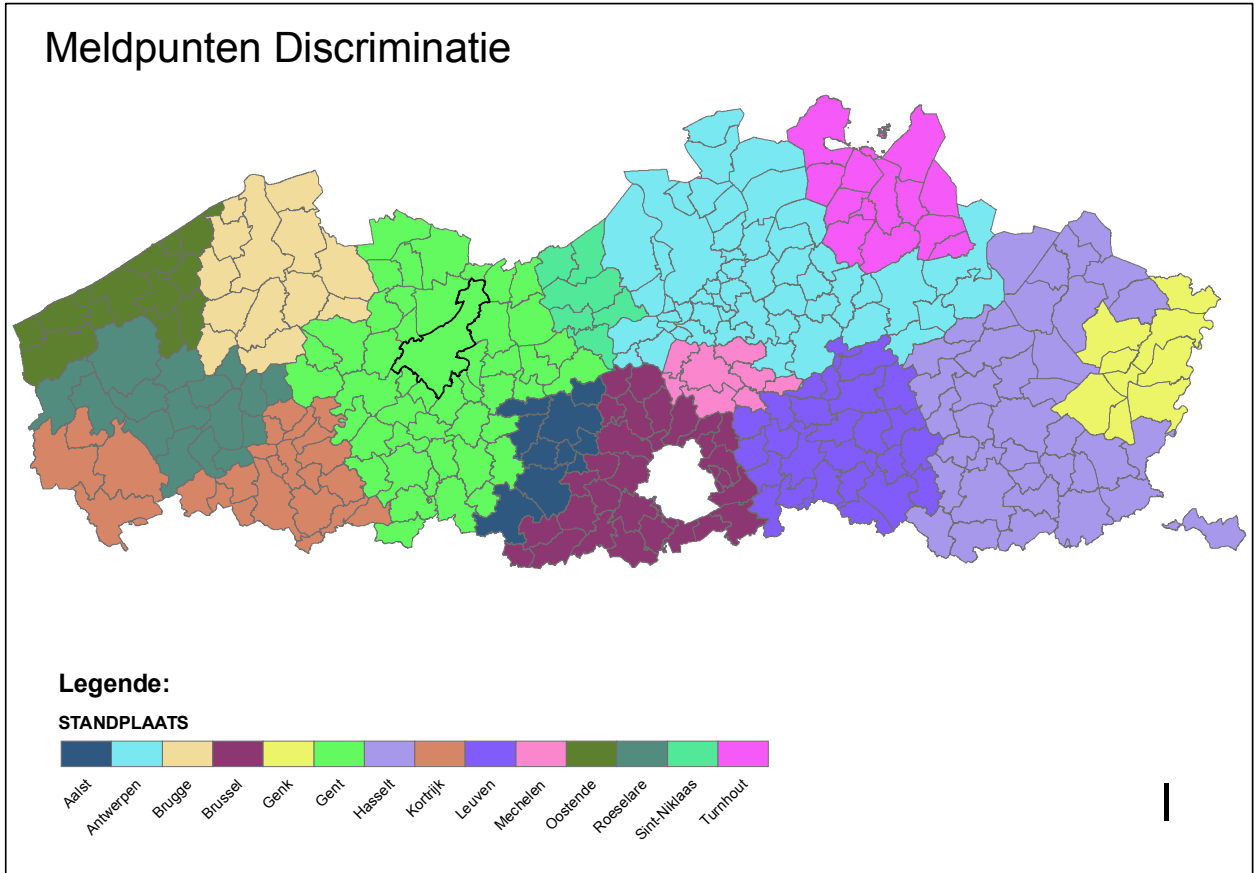 Meldpunten Discriminatie
Legende:
STANDPLAATS
Aalst
Antwerpen
Brugge
Brussel
Genk
Gent
Hasselt
Kortrijk
Leuven
Mechelen
Oostende
Roeselare
Sint-Niklaas
Turnhout